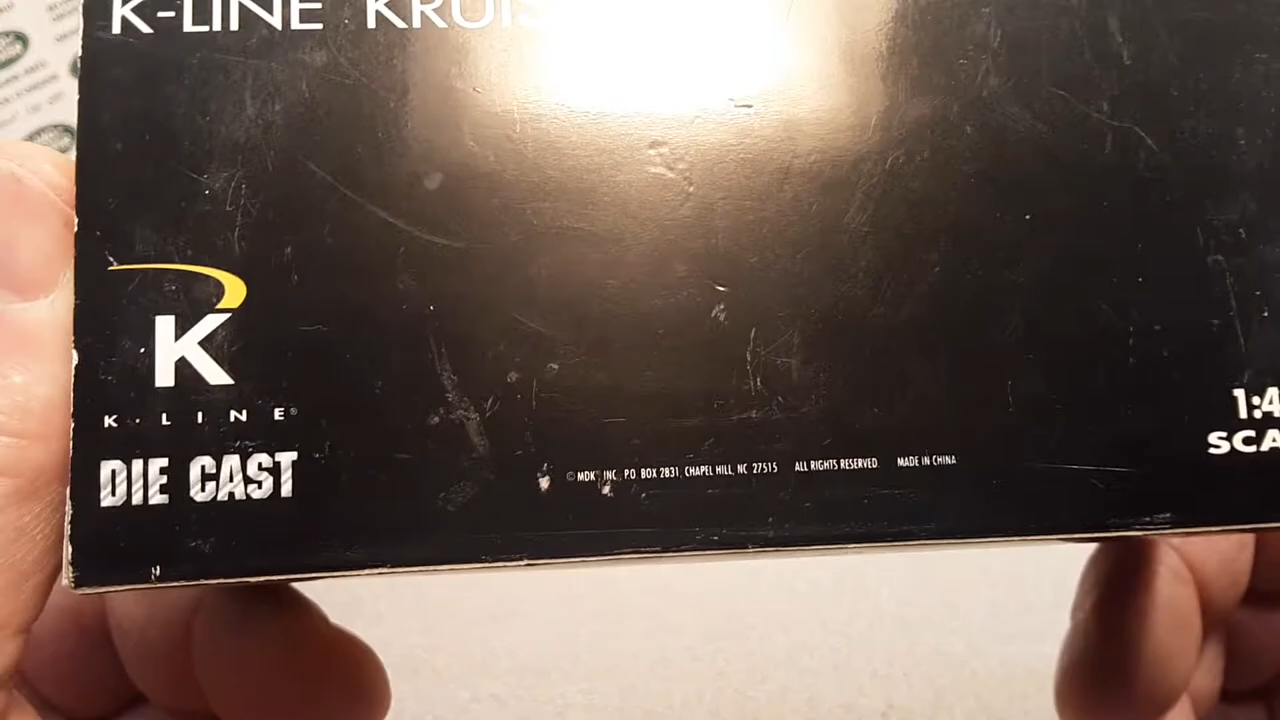 K-LINE KRUIS
K
K·LINE®
DIE CAST
© MDK, INC., P.O. BOX 2831, CHAPEL HILL, NC 27515 ALL RIGHTS RESERVED MADE IN CHINA
1:4
SCA